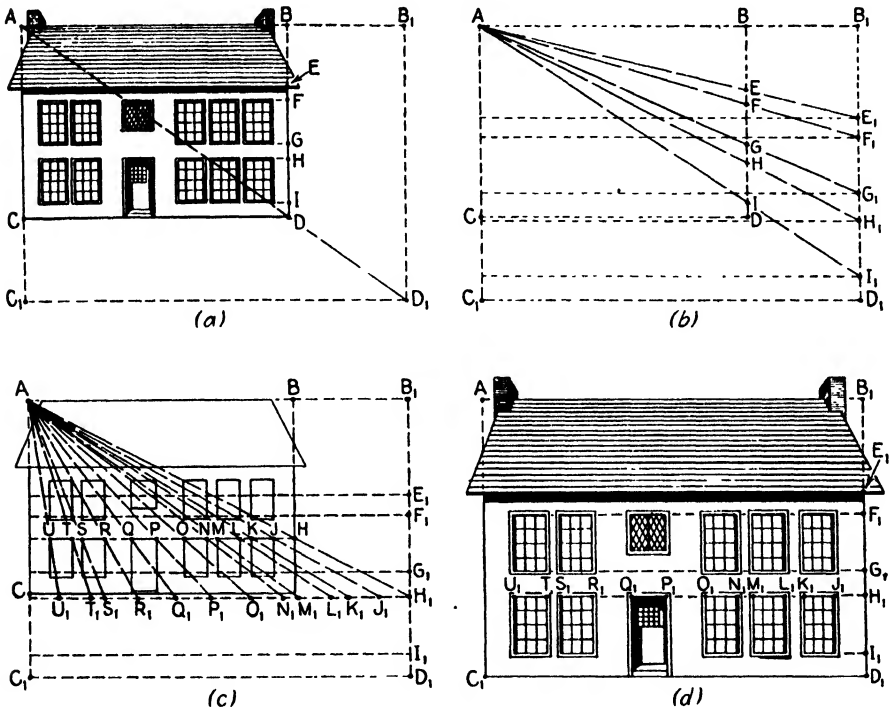 A B B₁
E
F
G
H
I
C D
C₁ D₁
(a)
A B B₁
E
F
E₁
F₁
G
H
G₁
I
C D H₁
I₁
C₁ D₁
(b)
A B B₁
E₁
F₁
U T S R Q P O N M L K J H
G₁
C H₁
U₁ T₁ S₁ R₁ Q₁ P₁ O₁ N₁ M₁ L₁ K₁ J₁
I₁
C₁ D₁
(c)
A B₁
E₁
F₁
G₁
U₁ T₁ S₁ R₁ Q₁ P₁ O₁ N₁ M₁ L₁ K₁ J₁
H₁
I₁
C₁ D₁
(d)